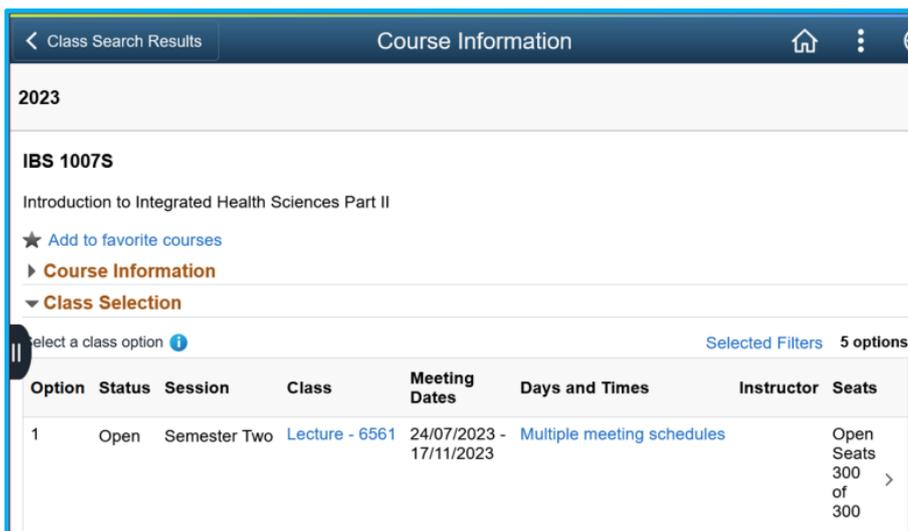 Class Search Results
Course Information
2023
IBS 1007S
Introduction to Integrated Health Sciences Part II
Add to favorite courses
Course Information
Class Selection
elect a class option
Selected Filters 5 options
Option Status Session Class Meeting Dates Days and Times Instructor Seats
1 Open Semester Two Lecture - 6561 24/07/2023 - 17/11/2023 Multiple meeting schedules Open Seats 300 of 300